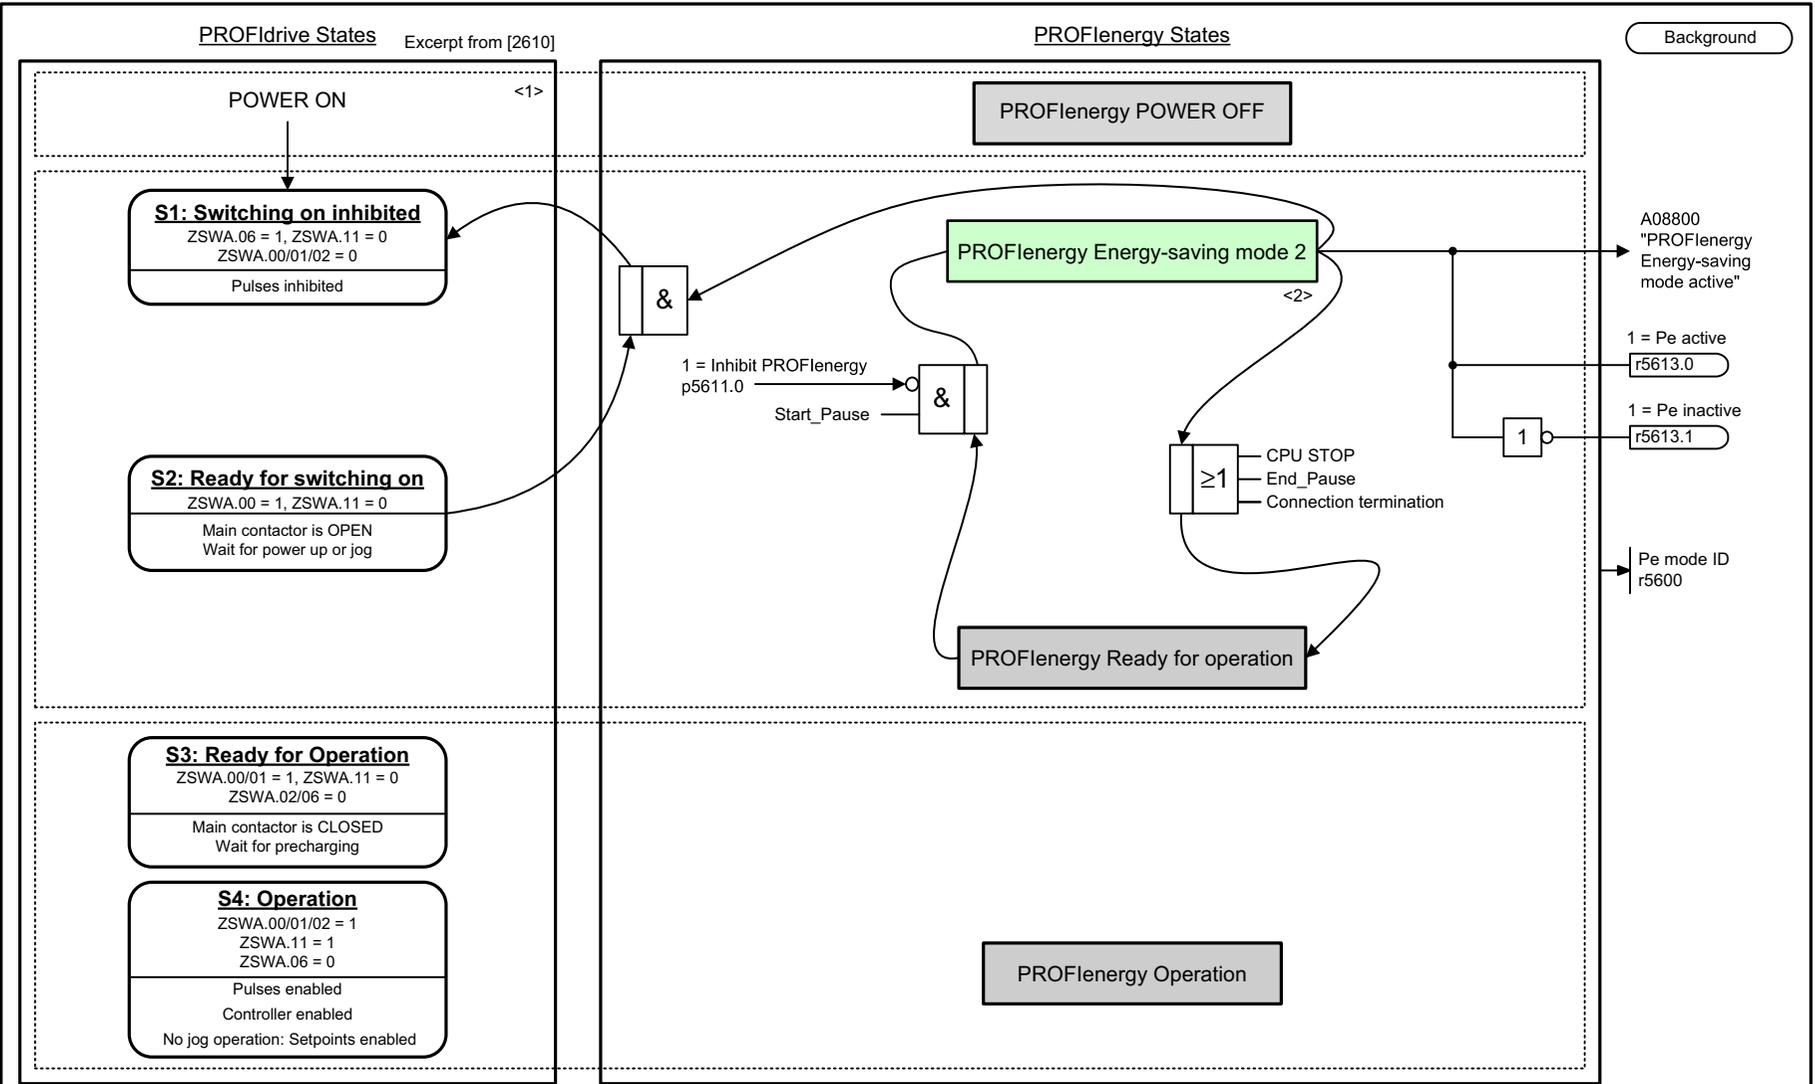 PROFIdrive States
Excerpt from [2610]
PROFIenergy States
Background
<1>
POWER ON
PROFIenergy POWER OFF
S1: Switching on inhibited
ZSWA.06 = 1, ZSWA.11 = 0
ZSWA.00/01/02 = 0
Pulses inhibited
&
PROFIenergy Energy-saving mode 2
<2>
A08800
"PROFIenergy
Energy-saving
mode active"
1 = Inhibit PROFIenergy
p5611.0
Start_Pause
&
1 = Pe active
r5613.0
1 = Pe inactive
1
r5613.1
S2: Ready for switching on
ZSWA.00 = 1, ZSWA.11 = 0
Main contactor is OPEN
Wait for power up or jog
≥1
CPU STOP
End_Pause
Connection termination
Pe mode ID
r5600
PROFIenergy Ready for operation
S3: Ready for Operation
ZSWA.00/01 = 1, ZSWA.11 = 0
ZSWA.02/06 = 0
Main contactor is CLOSED
Wait for precharging
S4: Operation
ZSWA.00/01/02 = 1
ZSWA.11 = 1
ZSWA.06 = 0
Pulses enabled
Controller enabled
No jog operation: Setpoints enabled
PROFIenergy Operation